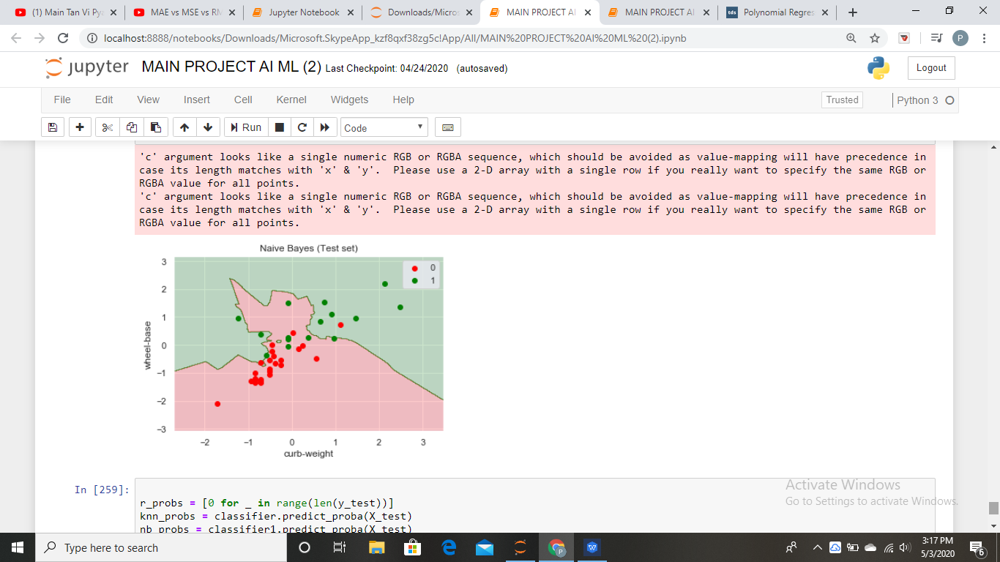 (1) Main Tan Vi Pya
MAE vs MSE vs RM
Jupyter Notebook
Downloads/Micros
MAIN PROJECT AI
MAIN PROJECT AI
tds
Polynomial Regres
localhost:8888/notebooks/Downloads/Microsoft.SkypeApp_kzf8qxf38zg5c!App/All/MAIN%20PROJECT%20AI%20ML%20(2).ipynb
P
jupyter MAIN PROJECT AI ML (2) Last Checkpoint: 04/24/2020 (autosaved)
Logout
File Edit View Insert Cell Kernel Widgets Help
Trusted
Python 3
Run
Code
'c' argument looks like a single numeric RGB or RGBA sequence, which should be avoided as value-mapping will have precedence in
case its length matches with 'x' & 'y'.  Please use a 2-D array with a single row if you really want to specify the same RGB or
RGBA value for all points.
'c' argument looks like a single numeric RGB or RGBA sequence, which should be avoided as value-mapping will have precedence in
case its length matches with 'x' & 'y'.  Please use a 2-D array with a single row if you really want to specify the same RGB or
RGBA value for all points.
Naive Bayes (Test set)
0
1
3
2
1
0
−1
−2
−3
wheel-base
−2 −1 0 1 2 3
curb-weight
In [259]:
r_probs = [0 for _ in range(len(y_test))]
knn_probs = classifier.predict_proba(X_test)
nb_probs = classifier1.predict_proba(X_test)
Activate Windows
Go to Settings to activate Windows.
Type here to search
P
W
3:17 PM
5/3/2020
6